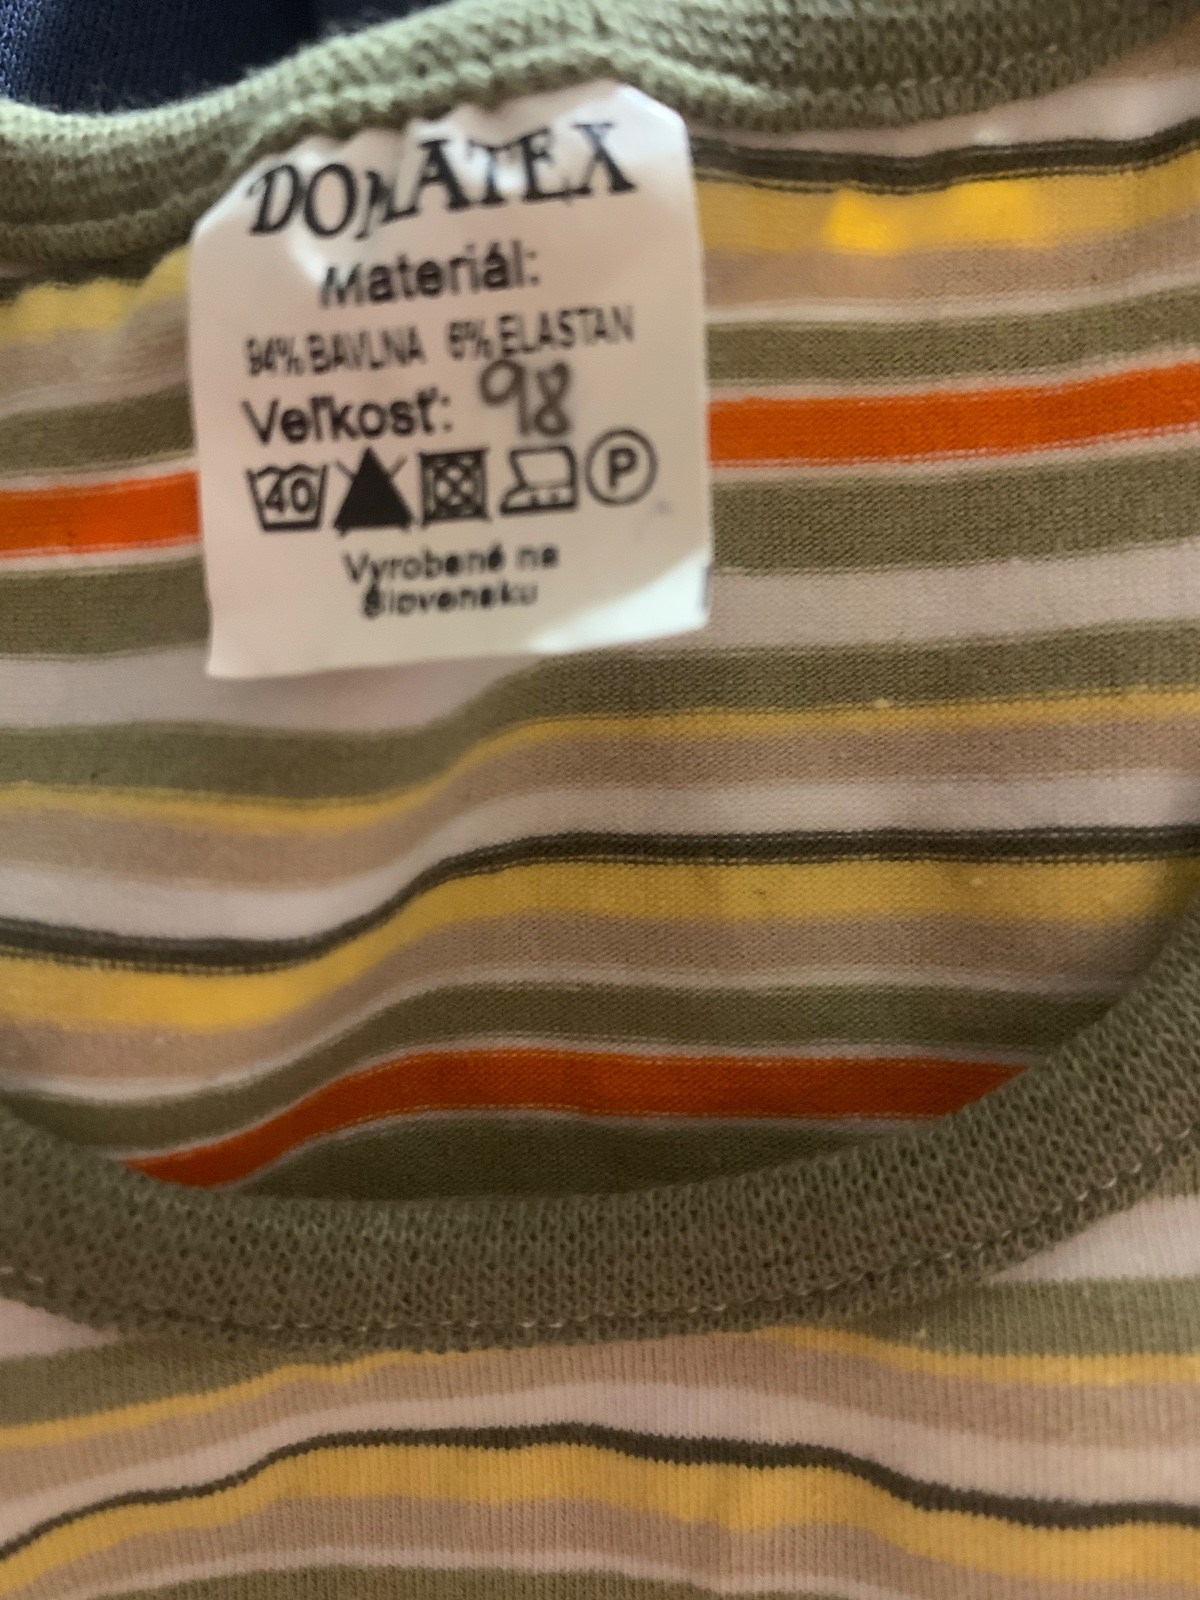 DOMATEX
Materiál:
94% BAVLNA 6% ELASTAN
Veľkosť: 98
40 P
Vyrobené na
Slovensku